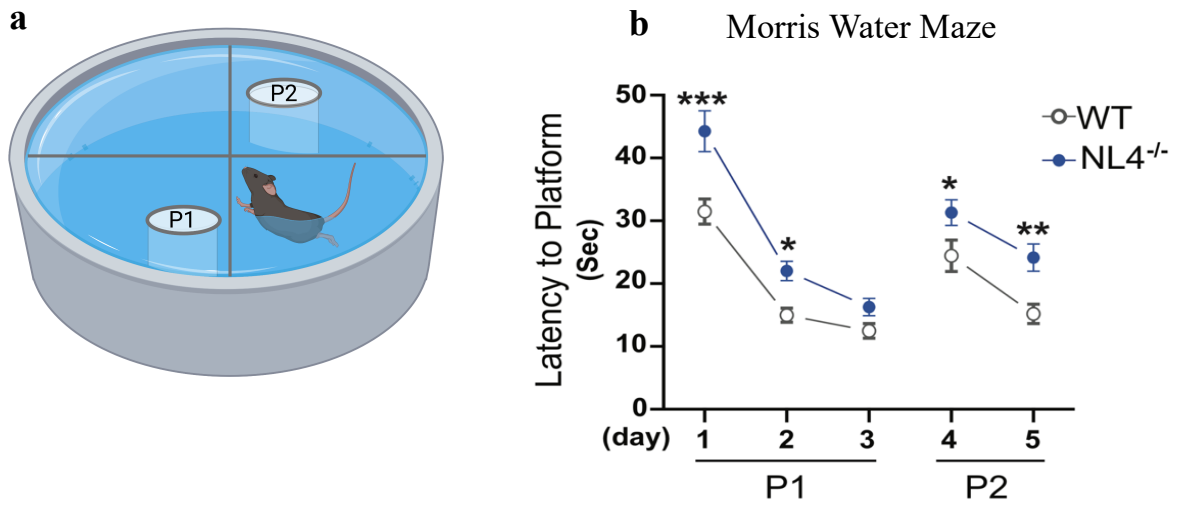 a
P2
P1
b
Morris Water Maze
Latency to Platform
(Sec)
50
40
30
20
10
0
***
*
*
**
WT
NL4-/-
(day) 1 2 3 4 5
P1 P2